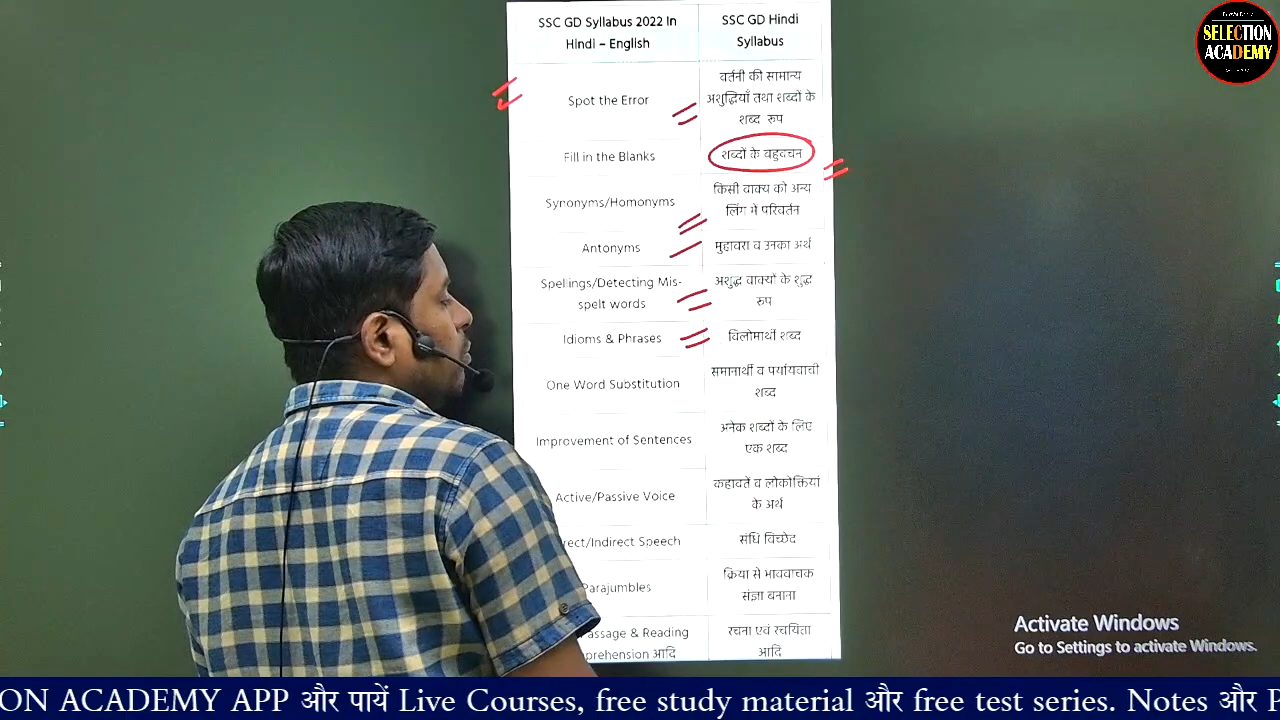 SSC GD Syllabus 2022 In
Hindi – English
SSC GD Hindi
Syllabus
Spot the Error
वर्तनी की सामान्य
अशुद्धियाँ तथा शब्दों के
शब्द रूप
Fill in the Blanks
शब्दों के बहुवचन
Synonyms/Homonyms
किसी वाक्य को अन्य
लिंग में परिवर्तन
Antonyms
मुहावरा व उनका अर्थ
Spellings/Detecting Mis-
spelt words
अशुद्ध वाक्यों के शुद्ध
रूप
Idioms & Phrases
विलोमार्थी शब्द
One Word Substitution
समानार्थी व पर्यायवाची
शब्द
Improvement of Sentences
अनेक शब्दों के लिए
एक शब्द
Active/Passive Voice
कहावतें व लोकोक्तियां
के अर्थ
rect/Indirect Speech
संधि विच्छेद
Parajumbles
क्रिया से भाववाचक
संज्ञा बनाना
assage & Reading
prehension आदि
रचना एवं रचयिता
आदि
SELECTION
ACADEMY
Activate Windows
Go to Settings to activate Windows.
ON ACADEMY APP और पायें Live Courses, free study material और free test series. Notes और P